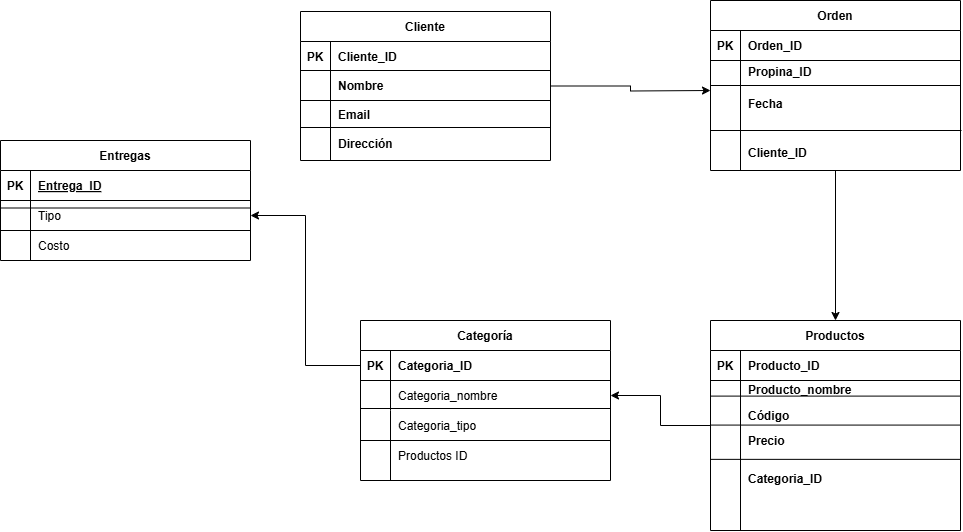 Cliente
PK Cliente_ID
Nombre
Email
Dirección
Orden
PK Orden_ID
Propina_ID
Fecha
Cliente_ID
Entregas
PK Entrega_ID
Tipo
Costo
Categoría
PK Categoria_ID
Categoria_nombre
Categoria_tipo
Productos ID
Productos
PK Producto_ID
Producto_nombre
Código
Precio
Categoria_ID